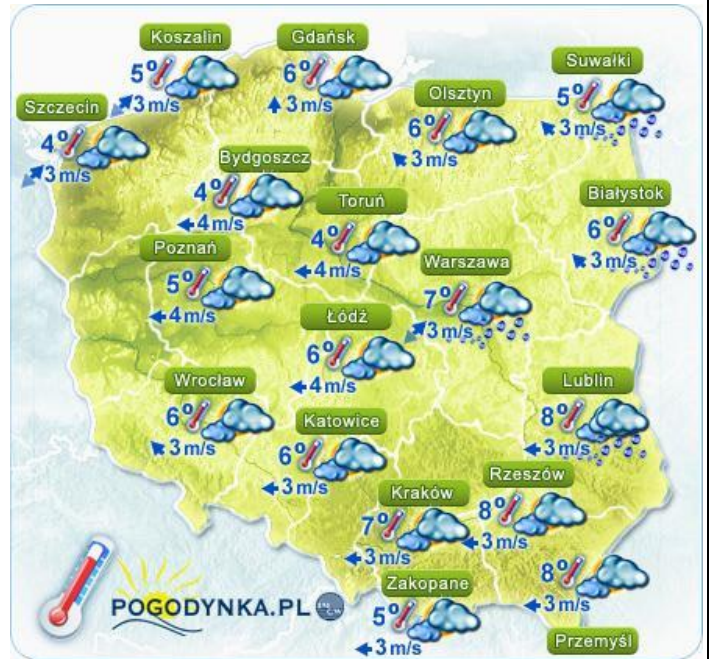 Koszalin
5°
3 m/s
Gdańsk
6°
3 m/s
Suwałki
5°
3 m/s
Szczecin
4°
3 m/s
Olsztyn
6°
3 m/s
Bydgoszcz
4°
4 m/s
Toruń
4°
4 m/s
Białystok
6°
3 m/s
Poznań
5°
4 m/s
Warszawa
7°
3 m/s
Łódź
6°
4 m/s
Wrocław
6°
3 m/s
Katowice
6°
3 m/s
Lublin
8°
3 m/s
Kraków
7°
3 m/s
Rzeszów
8°
3 m/s
Zakopane
5°
3 m/s
8°
3 m/s
Przemyśl
POGODYNKA.PL